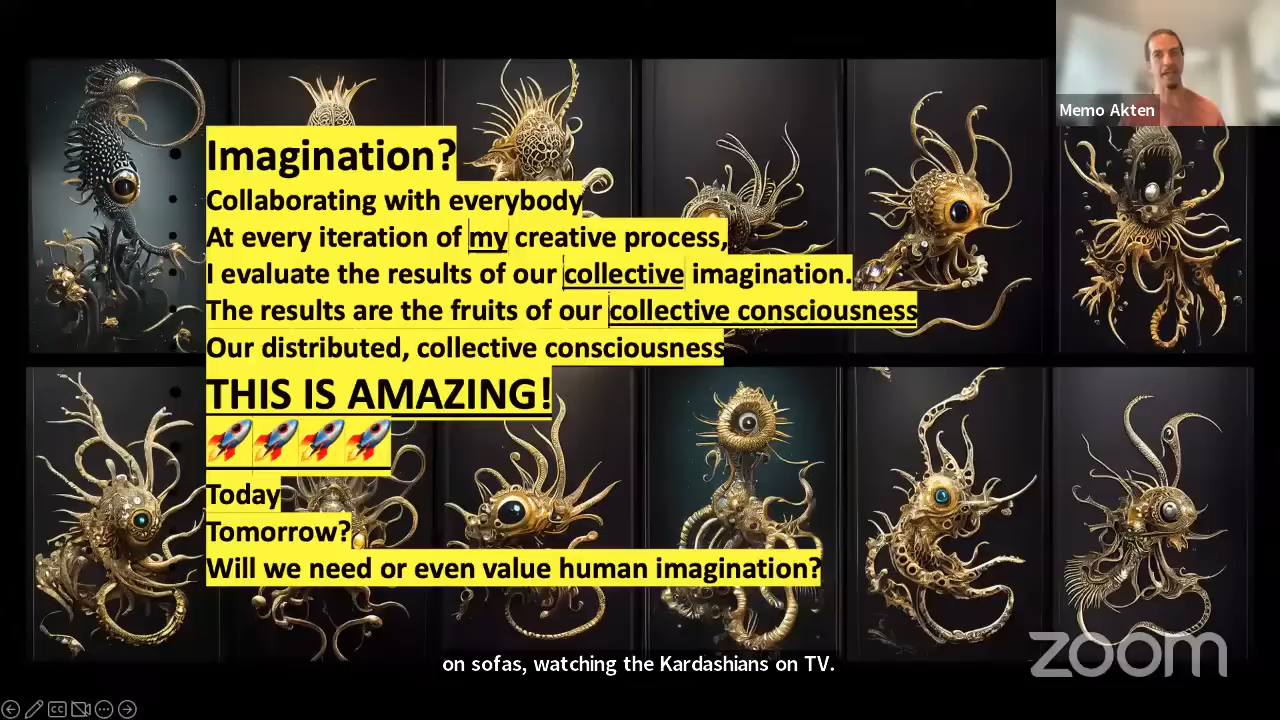 Memo Akten
Imagination?
Collaborating with everybody
At every iteration of my creative process,
I evaluate the results of our collective imagination.
The results are the fruits of our collective consciousness
Our distributed, collective consciousness
THIS IS AMAZING!
🚀🚀🚀🚀
Today
Tomorrow?
Will we need or even value human imagination?
on sofas, watching the Kardashians on TV.
zoom
CC